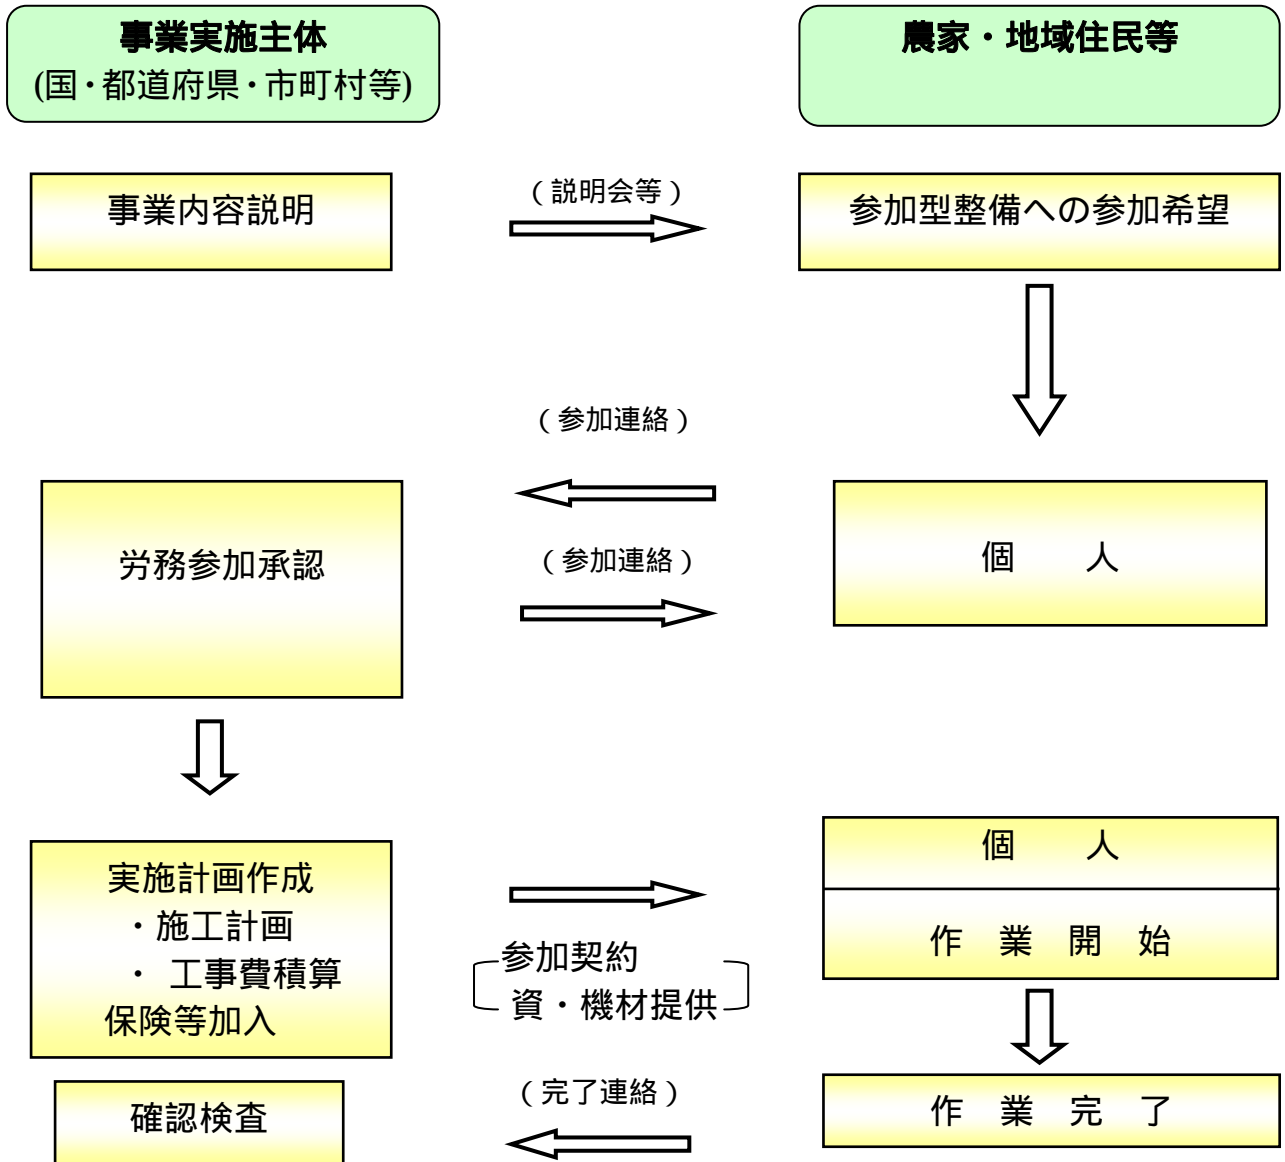 事業実施主体
(国・都道府県・市町村等)
農家・地域住民等
事業内容説明
（説明会等）
参加型整備への参加希望
（参加連絡）
労務参加承認
（参加連絡）
個　　人
実施計画作成
・施工計画
・ 工事費積算
保険等加入
参加契約
資・機材提供
個　　人
作　業　開　始
確認検査
（完了連絡）
作　業　完　了